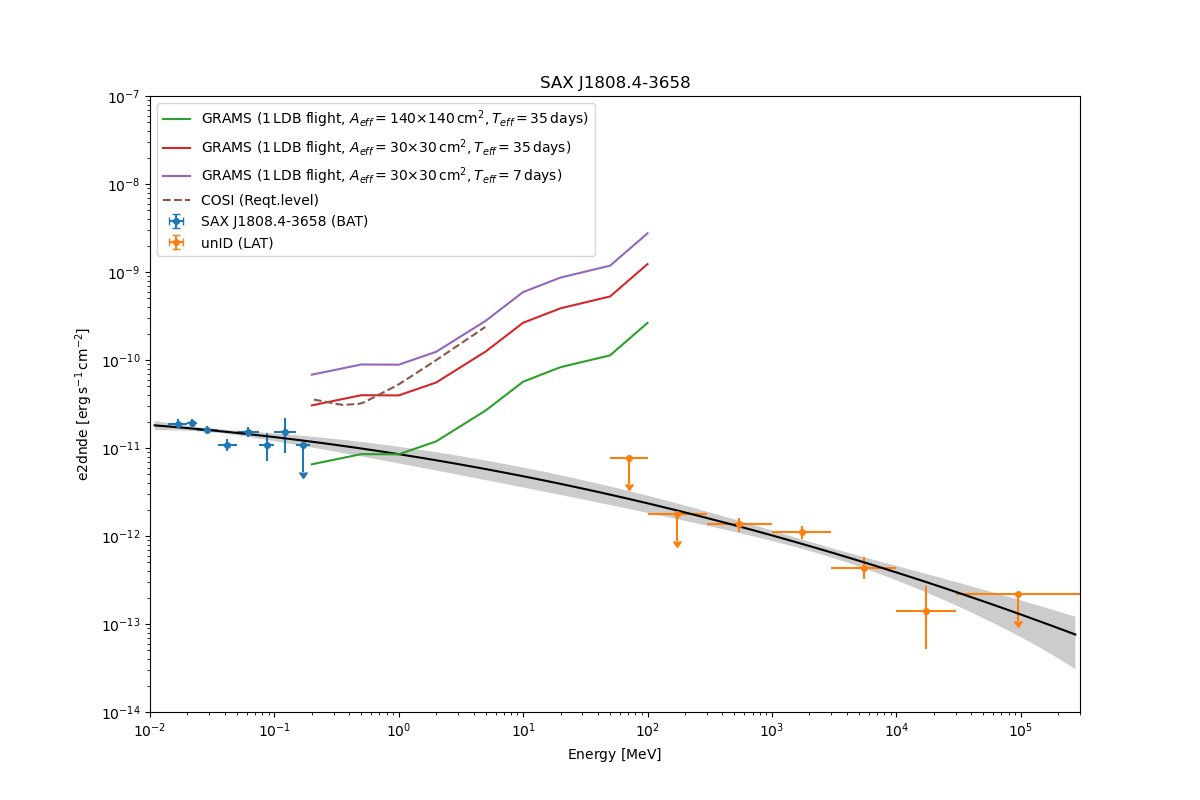 SAX J1808.4-3658
10⁻⁷
GRAMS (1 LDB flight, A_eff = 140×140 cm², T_eff = 35 days)
GRAMS (1 LDB flight, A_eff = 30×30 cm², T_eff = 35 days)
GRAMS (1 LDB flight, A_eff = 30×30 cm², T_eff = 7 days)
COSI (Reqt.level)
SAX J1808.4-3658 (BAT)
unID (LAT)
10⁻⁸
10⁻⁹
10⁻¹⁰
10⁻¹¹
10⁻¹²
10⁻¹³
10⁻¹⁴
e2dnde [erg s⁻¹ cm⁻²]
10⁻² 10⁻¹ 10⁰ 10¹ 10² 10³ 10⁴ 10⁵
Energy [MeV]